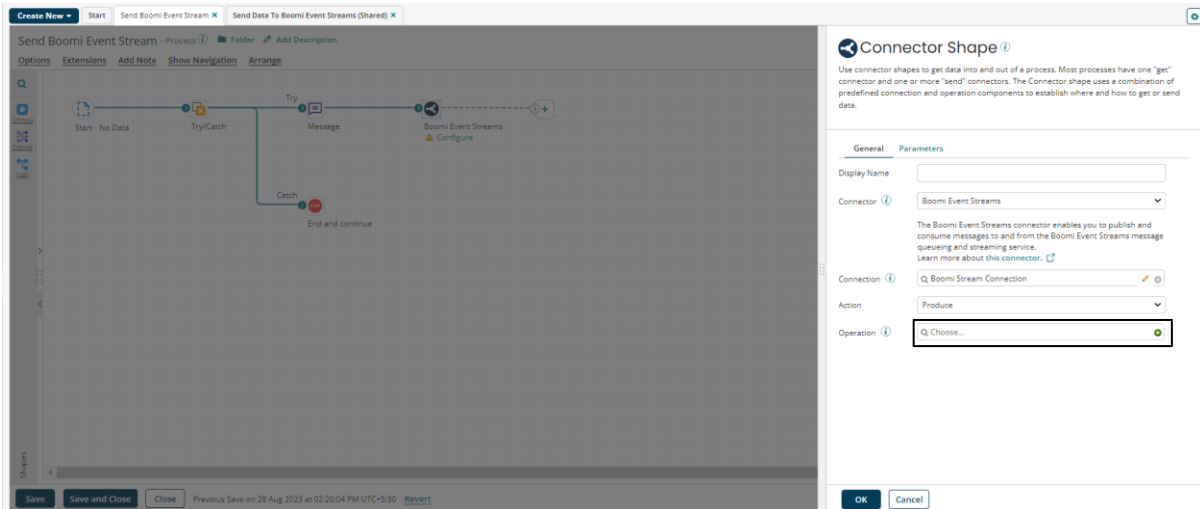 Create New
Start
Send Boomi Event Stream ×
Send Data To Boomi Event Streams (Shared) ×
Send Boomi Event Stream - Process
Folder
Add Description
Options Extensions Add Note Show Navigation Arrange
Connect
Execute
Logic
Start - No Data
Try/Catch
Try
Message
Boomi Event Streams
Configure
Catch
STOP
End and continue
Shapes
Save
Save and Close
Close
Previous Save on 28 Aug 2023 at 02:20:04 PM UTC+5:30 Revert
Connector Shape
Use connector shapes to get data into and out of a process. Most processes have one "get"
connector and one or more "send" connectors. The Connector shape uses a combination of
predefined connection and operation components to establish where and how to get or send
data.
General Parameters
Display Name
Connector
Boomi Event Streams
The Boomi Event Streams connector enables you to publish and
consume messages to and from the Boomi Event Streams message
queueing and streaming service.
Learn more about this connector.
Connection
Boomi Stream Connection
Action
Produce
Operation
Choose...
OK
Cancel